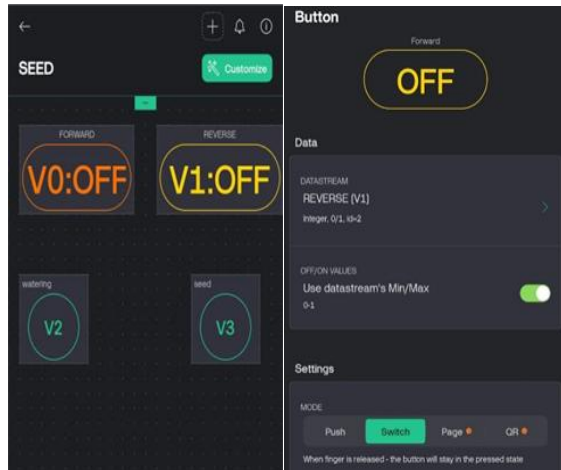 SEED
Customize
FORWARD
V0:OFF
REVERSE
V1:OFF
watering
V2
seed
V3
Button
Forward
OFF
Data
DATASTREAM
REVERSE (V1)
Integer, 0/1, id=2
OFF/ON VALUES
Use datastream's Min/Max
0-1
Settings
MODE
Push Switch Page QR
When finger is released - the button will stay in the pressed state